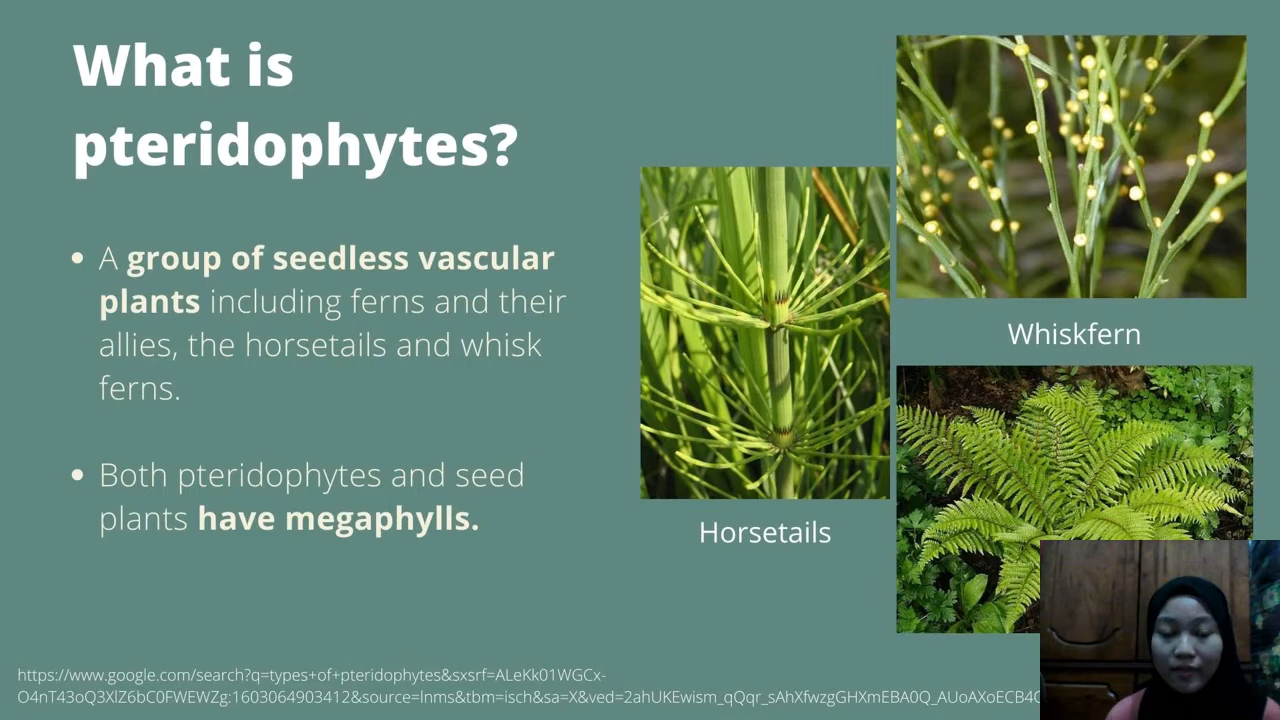 What is
pteridophytes?
• A group of seedless vascular
plants including ferns and their
allies, the horsetails and whisk
ferns.
• Both pteridophytes and seed
plants have megaphylls.
Horsetails
Whiskfern
https://www.google.com/search?q=types+of+pteridophytes&sxsrf=ALeKk01WGCx-
O4nT43oQ3XlZ6bC0FWEWZg:1603064903412&source=lnms&tbm=isch&sa=X&ved=2ahUKEwism_qQqr_sAhXfwzgGHXmEBA0Q_AUoAXoECB4Q